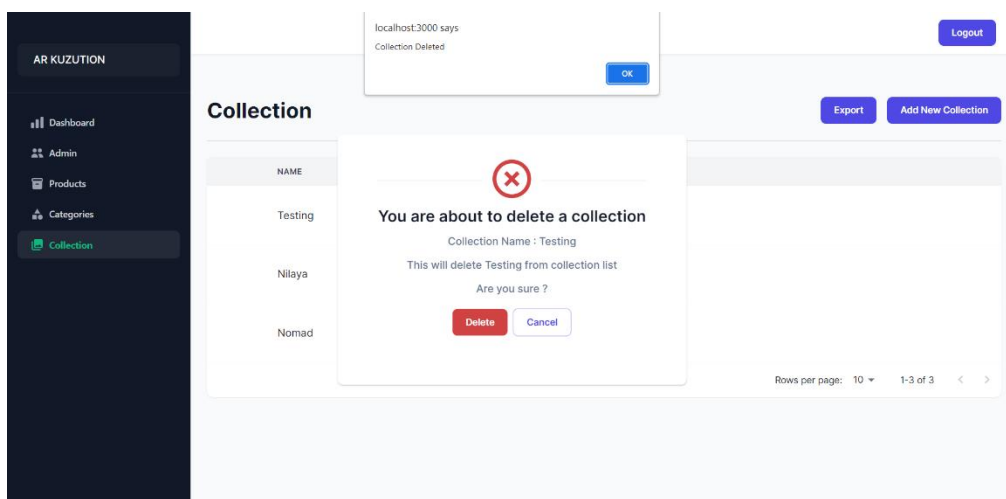 localhost:3000 says
Collection Deleted
OK
Logout
AR KUZUTION
Dashboard
Admin
Products
Categories
Collection
Collection
Export
Add New Collection
NAME
Testing
Nilaya
Nomad
You are about to delete a collection
Collection Name : Testing
This will delete Testing from collection list
Are you sure ?
Delete
Cancel
Rows per page: 10 1-3 of 3